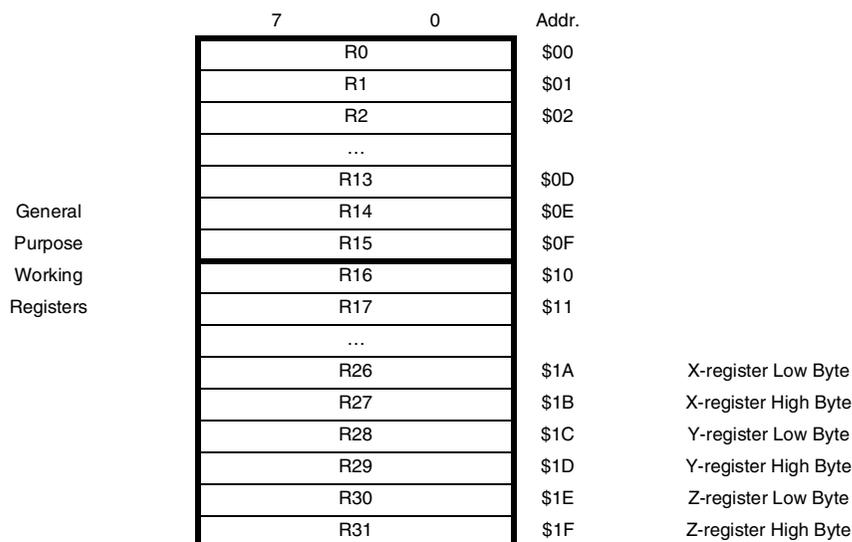 7 0 Addr.
R0 $00
R1 $01
R2 $02
…
R13 $0D
General R14 $0E
Purpose R15 $0F
Working R16 $10
Registers R17 $11
…
R26 $1A X-register Low Byte
R27 $1B X-register High Byte
R28 $1C Y-register Low Byte
R29 $1D Y-register High Byte
R30 $1E Z-register Low Byte
R31 $1F Z-register High Byte